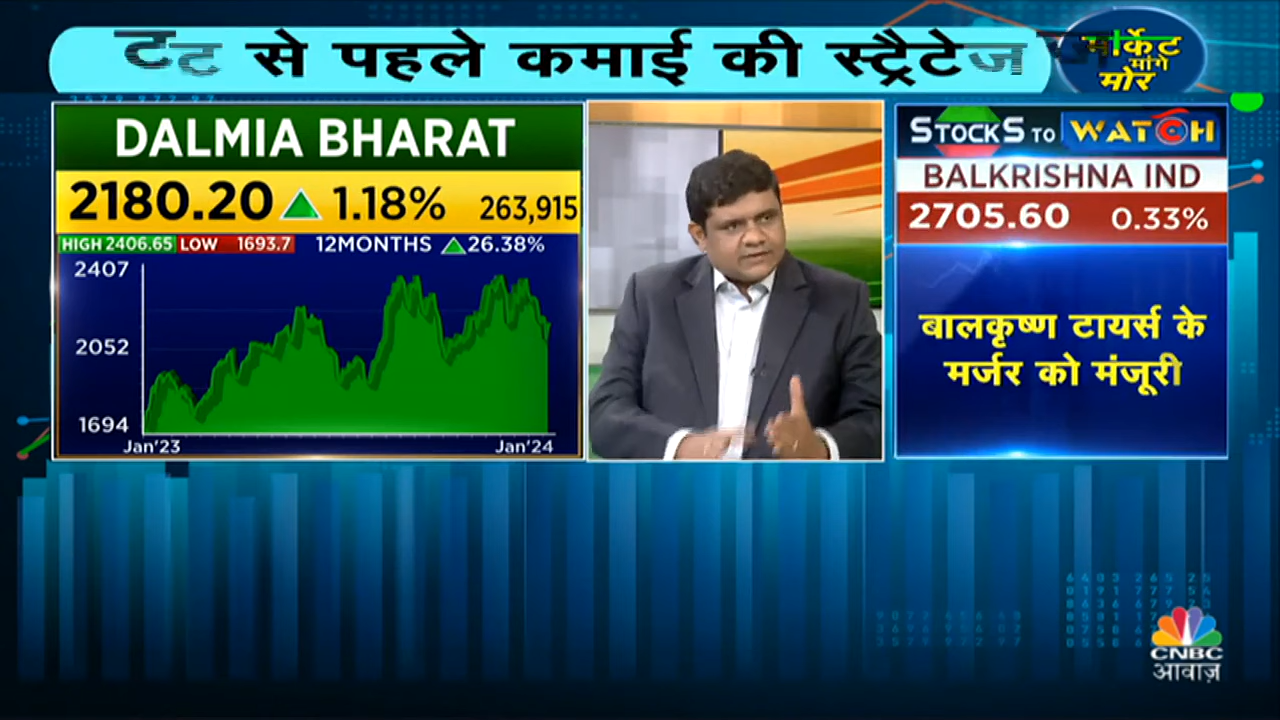 से पहले कमाई की
मार्केट
मांगे
मोर
DALMIA BHARAT
2180.20 1.18% 263,915
HIGH 2406.65 LOW 1693.7 12MONTHS 26.38%
2407
2052
1694
Jan'23 Jan'24
STOCKS TO WATCH
BALKRISHNA IND
2705.60 0.33%
बालकृष्ण टायर्स के
मर्जर को मंजूरी
CNBC
आवाज़